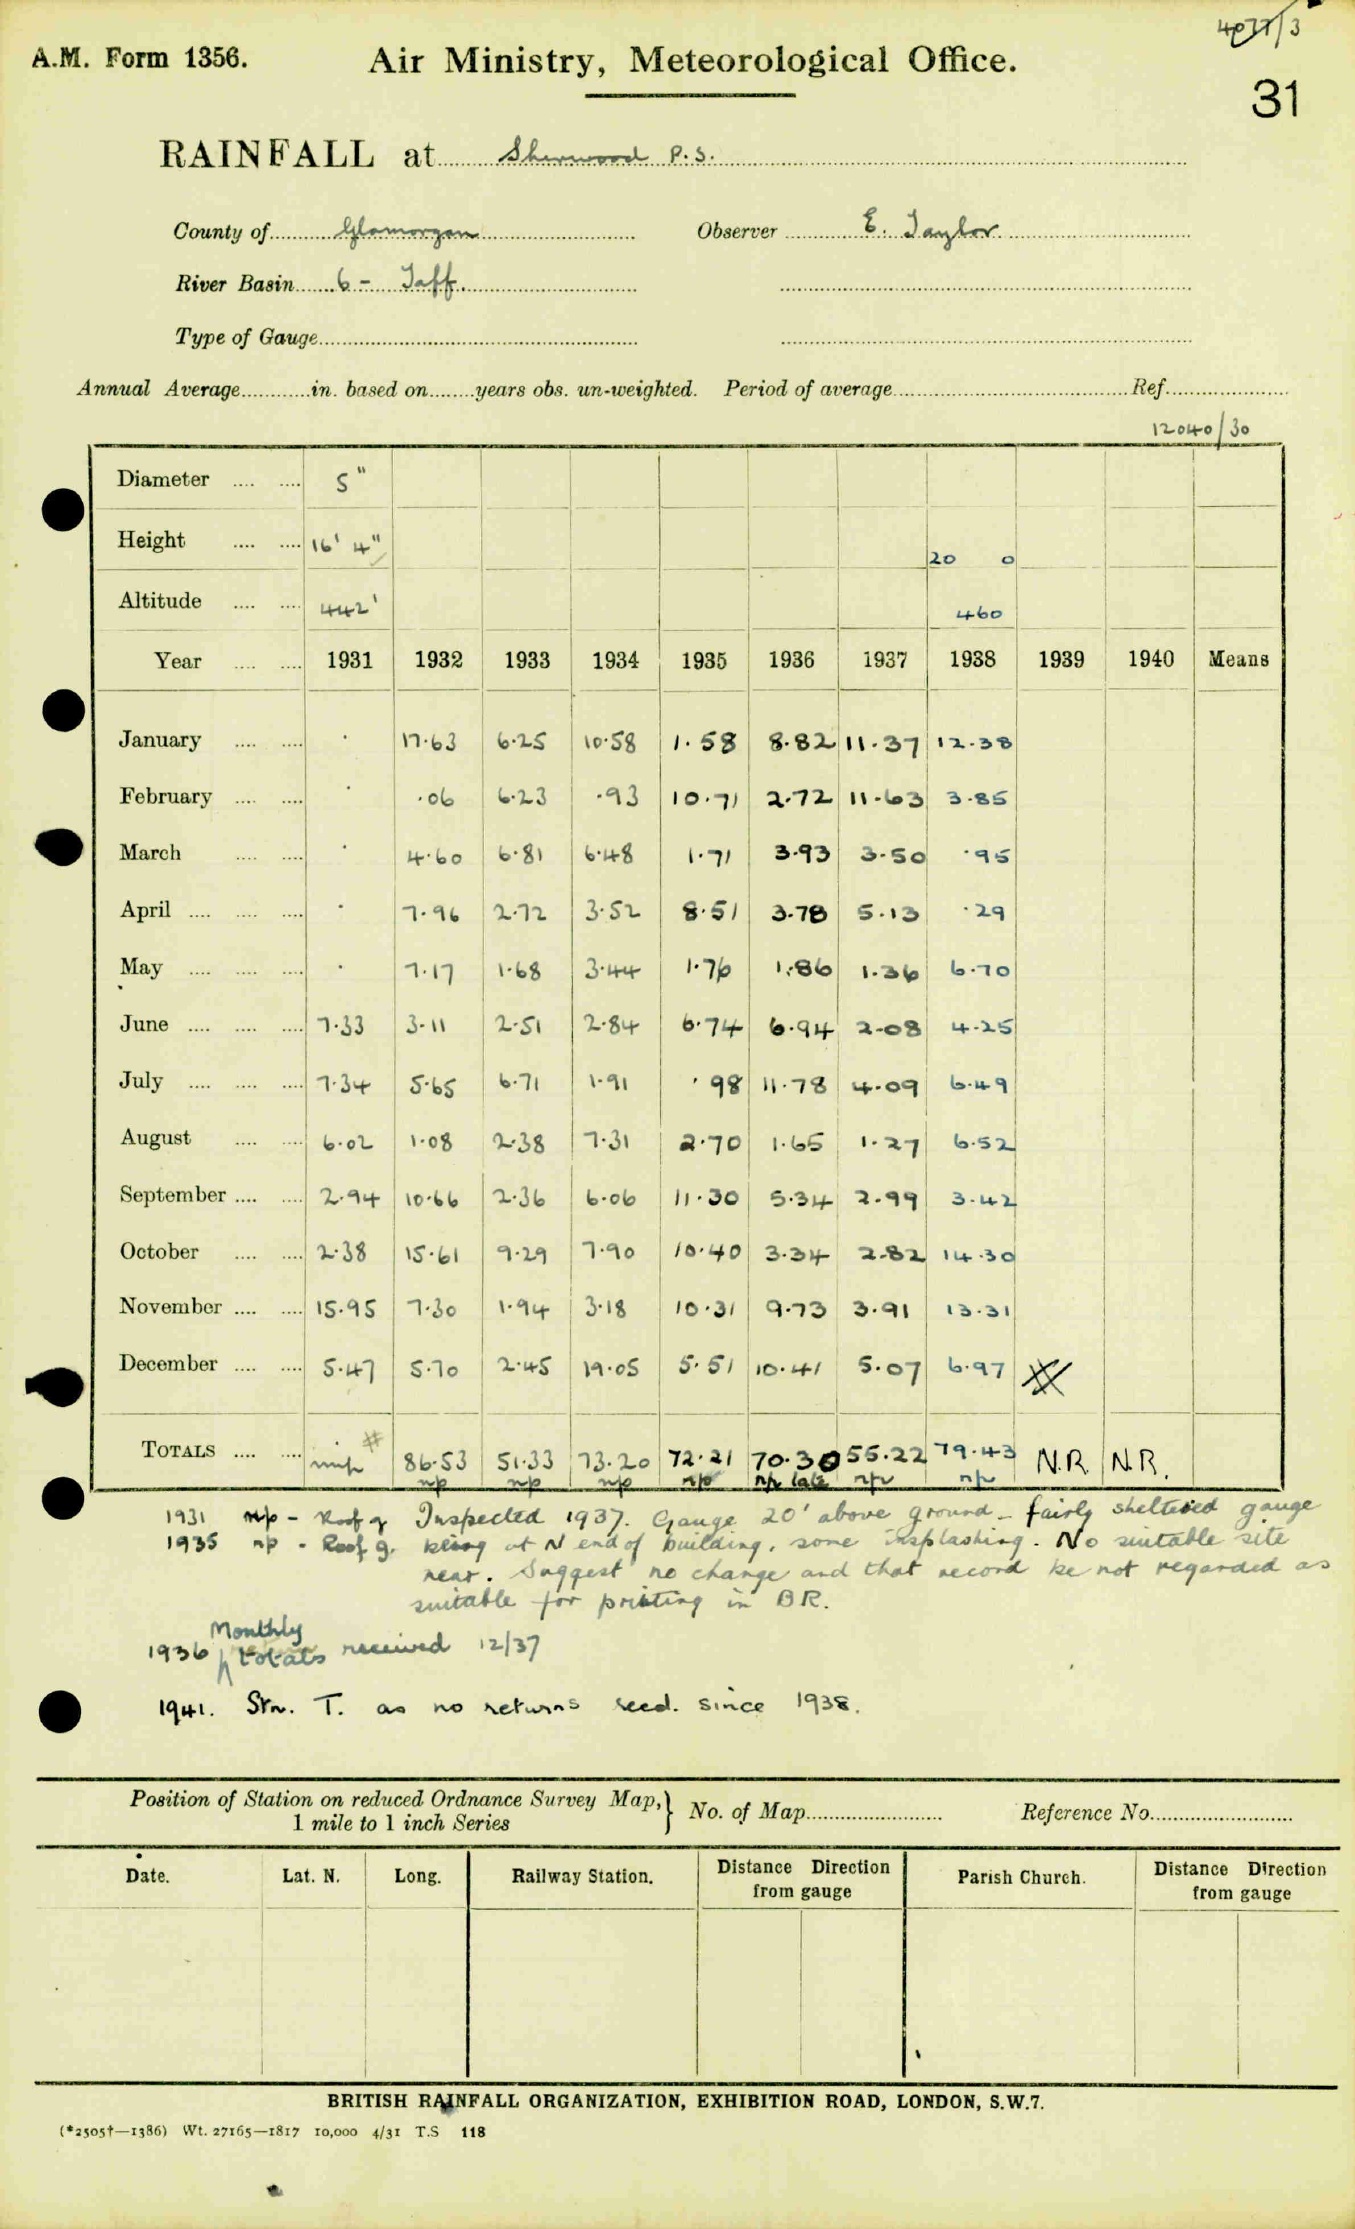 4077/3
A.M. Form 1356.
Air Ministry, Meteorological Office.
31
RAINFALL at Sherwood P.S.
County of Glamorgan Observer E. Taylor
River Basin 6 - Taff.
Type of Gauge
Annual Average in. based on years obs. un-weighted. Period of average Ref.
12040/30
Diameter 5"
Height 16' 4" 20 0
Altitude 442' 460
Year 1931 1932 1933 1934 1935 1936 1937 1938 1939 1940 Means
January · 17.63 6.25 10.58 1.58 8.82 11.37 12.38
February · .06 6.23 .93 10.71 2.72 11.63 3.85
March · 4.60 6.81 6.48 1.71 3.93 3.50 .95
April · 7.96 2.72 3.52 8.51 3.78 5.13 .29
May · 7.17 1.68 3.44 1.76 1.86 1.36 6.70
June 7.33 3.11 2.51 2.84 6.74 6.94 2.08 4.25
July 7.34 5.65 6.71 1.91 .98 11.78 4.09 6.49
August 6.02 1.08 2.38 7.31 2.70 1.65 1.27 6.52
September 2.94 10.66 2.36 6.06 11.30 5.34 2.99 3.42
October 2.38 15.61 9.29 7.90 10.40 3.34 2.82 14.30
November 15.95 7.30 1.94 3.18 10.31 9.73 3.91 13.31
December 5.47 5.70 2.45 19.05 5.51 10.41 5.07 6.97
TOTALS 86.53 51.33 73.20 72.21 70.30 55.22 79.43 N.R. N.R.
np np np np np late np np
1931 np - Roof g Inspected 1937. Gauge 20' above ground - fairly sheltered gauge
1935 np - Roof g. being at N end of building, some insplashing. No suitable site
near. Suggest no change and that record be not regarded as
suitable for printing in BR.
Monthly
1936 totals received 12/37
1941. Stn. T. as no returns recd. since 1938.
Position of Station on reduced Ordnance Survey Map, No. of Map Reference No.
1 mile to 1 inch Series
Date. Lat. N. Long. Railway Station. Distance Direction from gauge Parish Church. Distance Direction from gauge
BRITISH RAINFALL ORGANIZATION, EXHIBITION ROAD, LONDON, S.W.7.
(*2505†—1386) Wt. 27165—1817 10,000 4/31 T.S 118